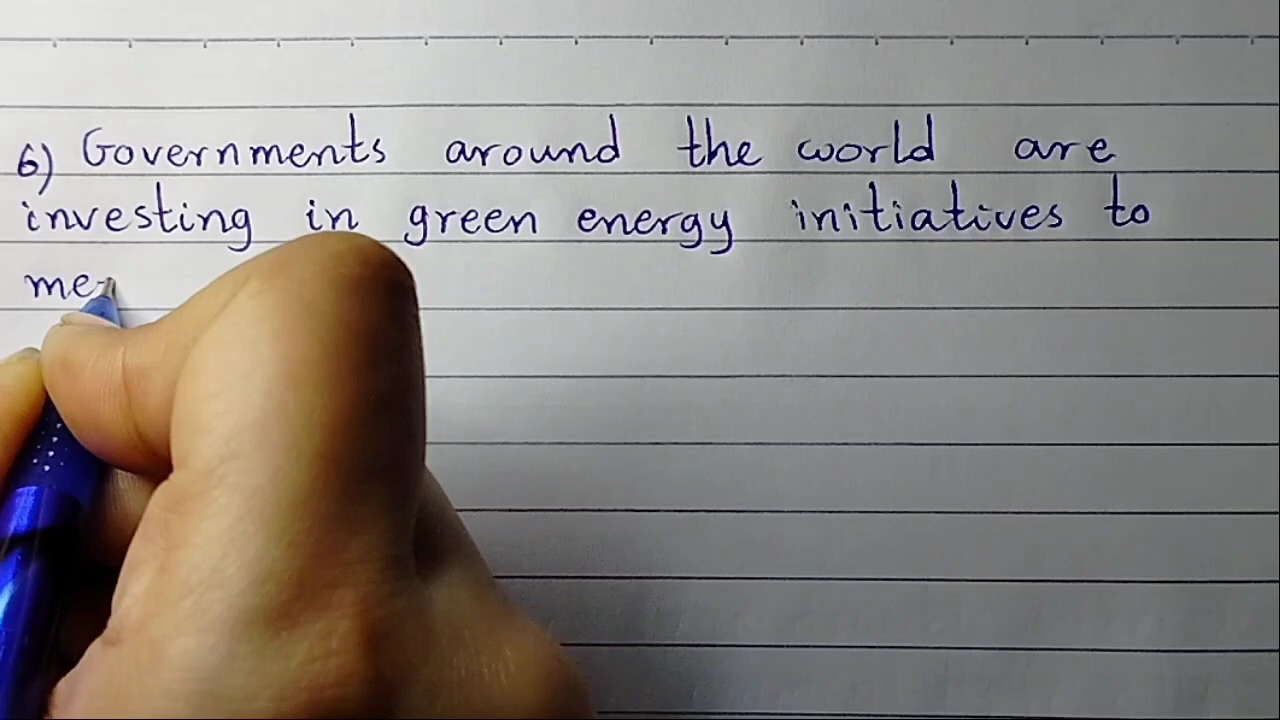 6) Governments around the world are
investing in green energy initiatives to
me